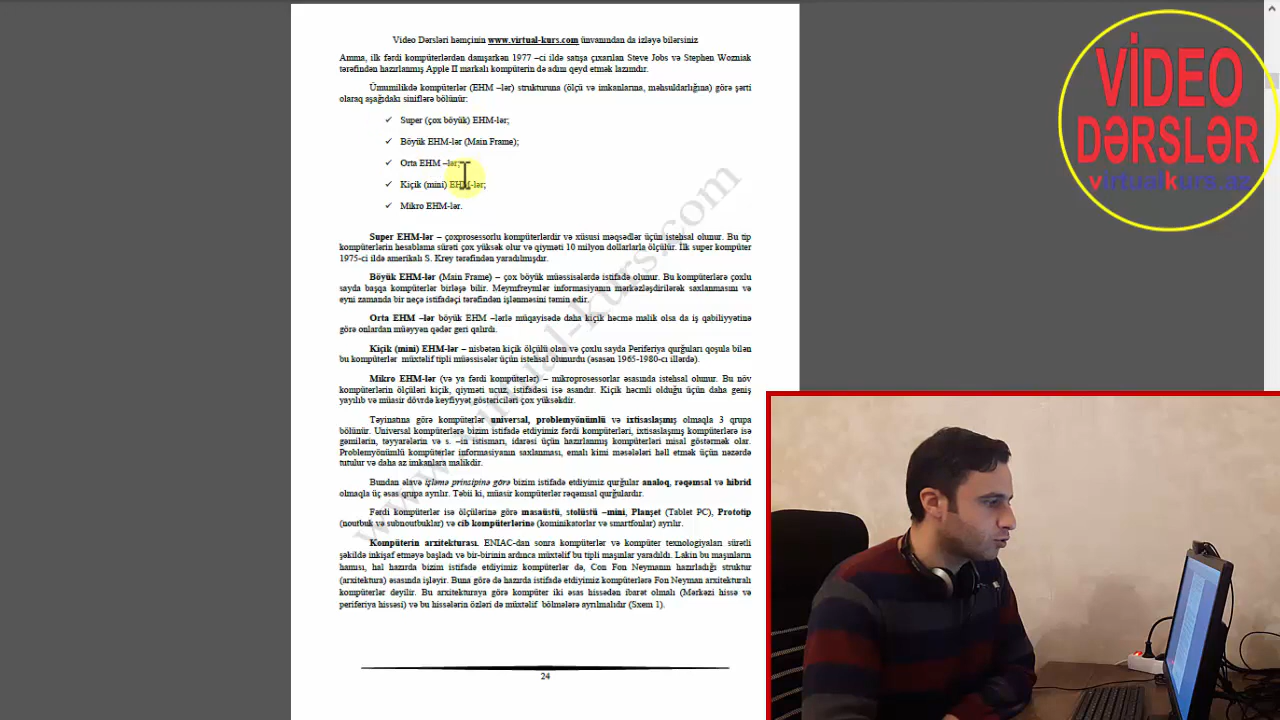 Video Dərsləri həmçinin www.virtual-kurs.com ünvanından da izləyə bilərsiniz
Amma, ilk fərdi kompüterlərdən danışarkən 1977 –ci ildə satışa çıxarılan Steve Jobs və Stephen Wozniak
tərəfindən hazırlanmış Apple II markalı kompüterin də adını qeyd etmək lazımdır.
Ümumilikdə kompüterlər (EHM –lər) strukturuna (ölçü və imkanlarına, məhsuldarlığına) görə şərti
olaraq aşağıdakı siniflərə bölünür:
✓ Super (çox böyük) EHM-lər;
✓ Böyük EHM-lər (Main Frame);
✓ Orta EHM –lər;
✓ Kiçik (mini) EHM-lər;
✓ Mikro EHM-lər.
Super EHM-lər – çoxprosessorlu kompüterlərdir və xüsusi məqsədlər üçün istehsal olunur. Bu tip
kompüterlərin hesablama sürəti çox yüksək olur və qiyməti 10 milyon dollarlarla ölçülür. İlk super kompüter
1975-ci ildə amerikalı S. Krey tərəfindən yaradılmışdır.
Böyük EHM-lər (Main Frame) – çox böyük müəssisələrdə istifadə olunur. Bu kompüterlərə çoxlu
sayda başqa kompüterlər birləşə bilir. Meymfreymlər informasiyanın mərkəzləşdirilərək saxlanmasını və
eyni zamanda bir neçə istifadəçi tərəfindən işlənməsini təmin edir.
Orta EHM –lər böyük EHM –lərlə müqayisədə daha kiçik həcmə malik olsa da iş qabiliyyətinə
görə onlardan müəyyən qədər geri qalırdı.
Kiçik (mini) EHM-lər – nisbətən kiçik ölçülü olan və çoxlu sayda Periferiya qurğuları qoşula bilən
bu kompüterlər müxtəlif tipli müəssisələr üçün istehsal olunurdu (əsasən 1965-1980-cı illərdə).
Mikro EHM-lər (və ya fərdi kompüterlər) – mikroprosessorlar əsasında istehsal olunur. Bu növ
kompüterlərin ölçüləri kiçik, qiyməti ucuz, istifadəsi isə asandır. Kiçik həcmli olduğu üçün daha geniş
yayılıb və müasir dövrdə keyfiyyət göstəriciləri çox yüksəkdir.
Təyinatına görə kompüterlər universal, problemyönümlü və ixtisaslaşmış olmaqla 3 qrupa
bölünür. Universal kompüterlərə bizim istifadə etdiyimiz fərdi kompüterləri, ixtisaslaşmış kompüterlərə isə
gəmilərin, təyyarələrin və s. –in istismarı, idarəsi üçün hazırlanmış kompüterləri misal göstərmək olar.
Problemyönümlü kompüterlər informasiyanın saxlanması, emalı kimi məsələləri həll etmək üçün nəzərdə
tutulur və daha az imkanlara malikdir.
Bundan əlavə işləmə prinsipinə görə bizim istifadə etdiyimiz qurğular analoq, rəqəmsal və hibrid
olmaqla üç əsas qrupa ayrılır. Təbii ki, müasir kompüterlər rəqəmsal qurğulardır.
Fərdi kompüterlər isə ölçülərinə görə masaüstü, stolüstü –mini, Planşet (Tablet PC), Prototip
(noutbuk və subnoutbuklar) və cib kompüterlərinə (kominikatorlar və smartfonlar) ayrılır.
Kompüterin arxitekturası. ENIAC-dan sonra kompüterlər və komputer texnologiyaları sürətli
şəkildə inkişaf etməyə başladı və bir-birinin ardınca müxtəlif bu tipli maşınlar yaradıldı. Lakin bu maşınların
hamısı, hal hazırda bizim istifadə etdiyimiz kompüterlər də, Con Fon Neymanın hazırladığı struktur
(arxitektura) əsasında işləyir. Buna görə də hazırda istifadə etdiyimiz kompüterlərə Fon Neyman arxitekturalı
kompüterlər deyilir. Bu arxitekturaya görə kompüter iki əsas hissədən ibarət olmalı (Mərkəzi hissə və
periferiya hissəsi) və bu hissələrin özləri də müxtəlif bölmələrə ayrılmalıdır (Sxem 1).
24
www.virtual-kurs.com
VİDEO
DƏRSLƏR
virtualkurs.az